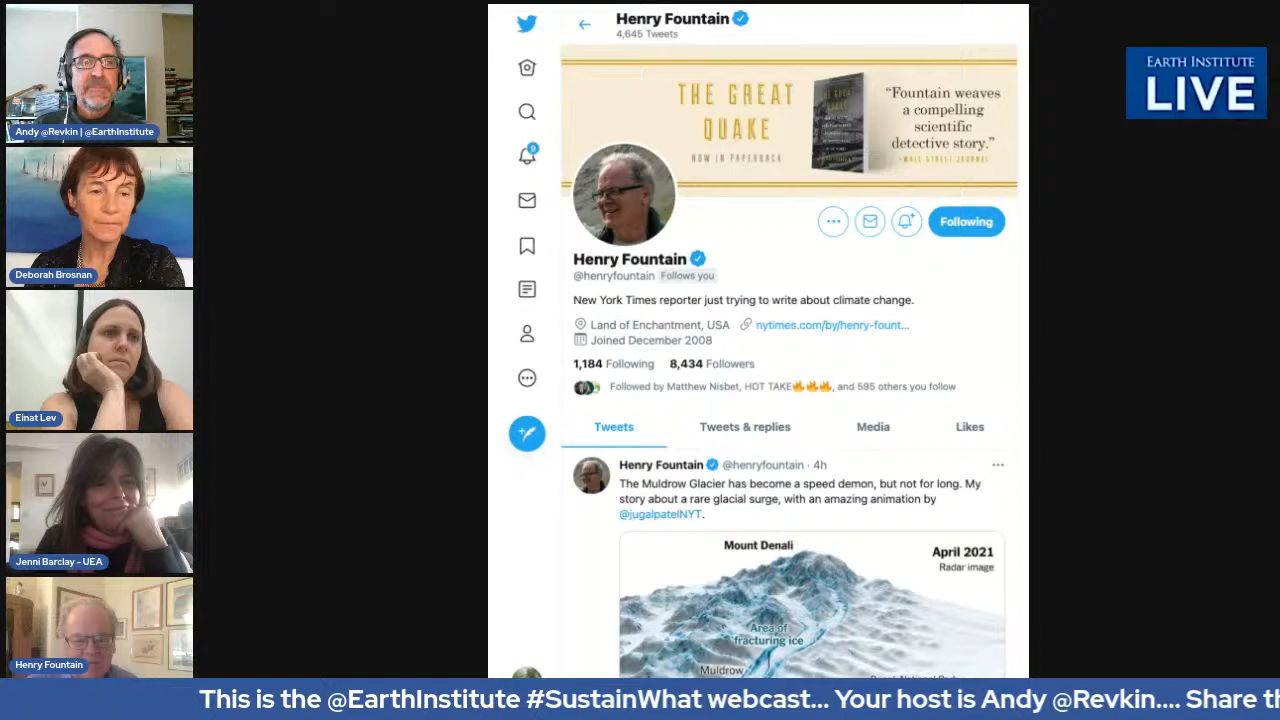 Andy @Revkin | @EarthInstitute
Deborah Brosnan
Einat Lev
Jenni Barclay - UEA
Henry Fountain
Henry Fountain
4,645 Tweets
THE GREAT
QUAKE
NOW IN PAPERBACK
“Fountain weaves
a compelling
scientific
detective story.”
-WALL STREET JOURNAL
9
Following
Henry Fountain
@henryfountain Follows you
New York Times reporter just trying to write about climate change.
Land of Enchantment, USA nytimes.com/by/henry-fount...
Joined December 2008
1,184 Following 8,434 Followers
Followed by Matthew Nisbet, HOT TAKE🔥🔥🔥, and 595 others you follow
Tweets Tweets & replies Media Likes
Henry Fountain @henryfountain · 4h
The Muldrow Glacier has become a speed demon, but not for long. My
story about a rare glacial surge, with an amazing animation by
@jugalpatelNYT.
Mount Denali
April 2021
Radar image
Area of
fracturing ice
Muldrow
EARTH INSTITUTE
LIVE
This is the @EarthInstitute #SustainWhat webcast... Your host is Andy @Revkin.... Share th